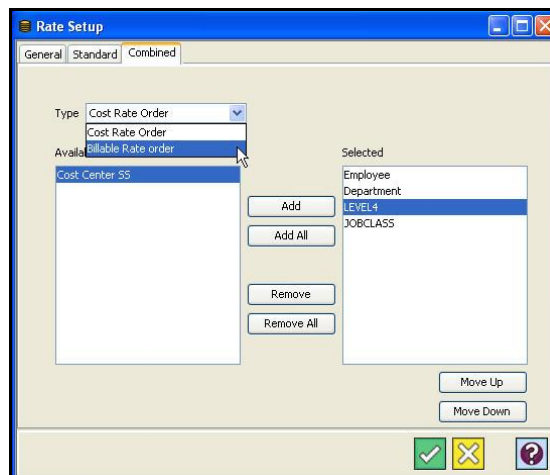 Rate Setup
General Standard Combined
Type Cost Rate Order
Cost Rate Order
Billable Rate order
Selected
Cost Center SS
Employee
Department
LEVEL4
JOBCLASS
Add
Add All
Remove
Remove All
Move Up
Move Down
?